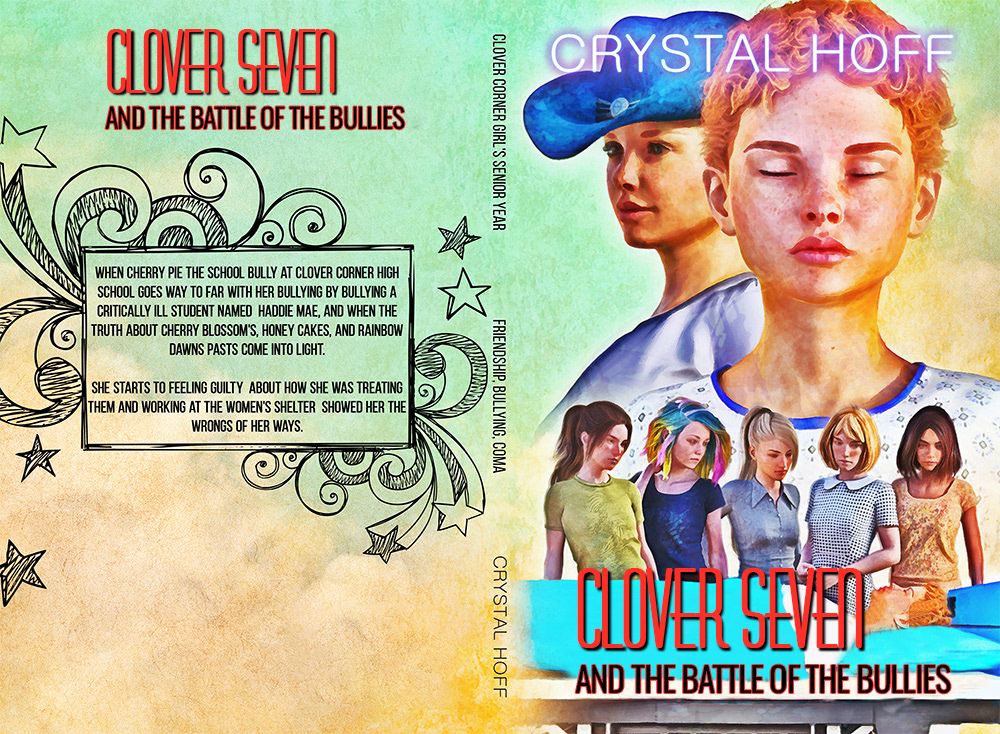 CLOVER SEVEN
AND THE BATTLE OF THE BULLIES
WHEN CHERRY PIE THE SCHOOL BULLY AT CLOVER CORNER HIGH
SCHOOL GOES WAY TO FAR WITH HER BULLYING BY BULLYING A
CRITICALLY ILL STUDENT NAMED HADDIE MAE, AND WHEN THE
TRUTH ABOUT CHERRY BLOSSOM'S, HONEY CAKES, AND RAINBOW
DAWNS PASTS COME INTO LIGHT.
SHE STARTS TO FEELING GUILTY ABOUT HOW SHE WAS TREATING
THEM AND WORKING AT THE WOMEN'S SHELTER SHOWED HER THE
WRONGS OF HER WAYS.
CLOVER CORNER GIRL'S SENIOR YEAR
FRIENDSHIP, BULLYING, COMA
CRYSTAL HOFF
CRYSTAL HOFF
CLOVER SEVEN
AND THE BATTLE OF THE BULLIES